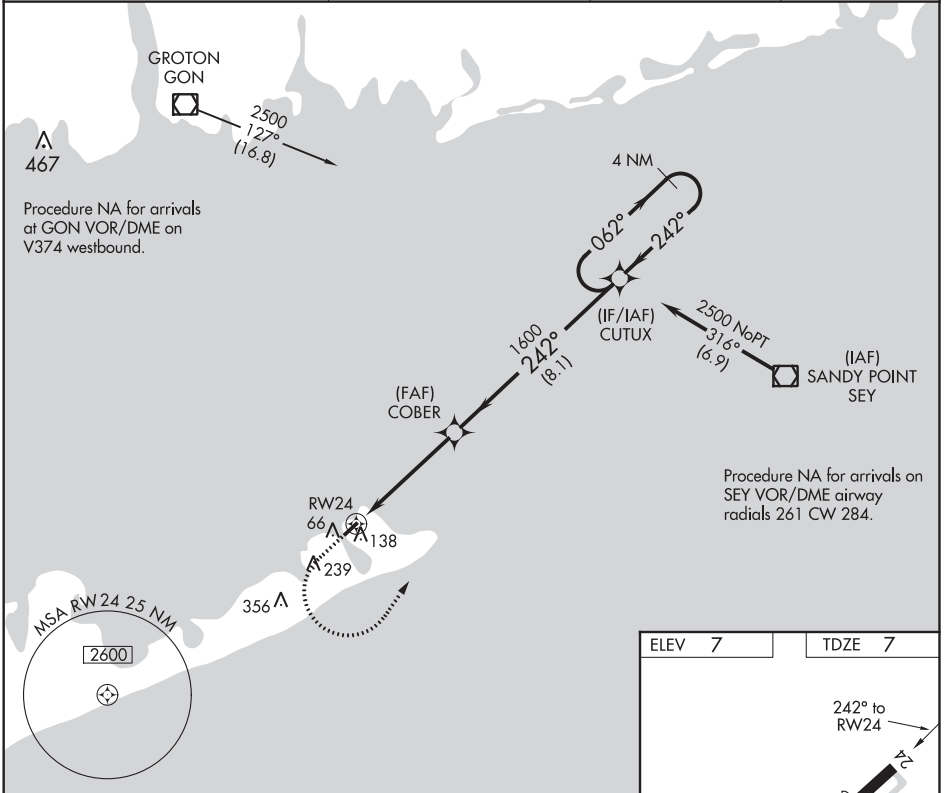 GROTON
GON
2500
127°
(16.8)
467
Procedure NA for arrivals
at GON VOR/DME on
V374 westbound.
4 NM
062°
242°
(IF/IAF)
CUTUX
2500 NoPT
316°
(6.9)
(IAF)
SANDY POINT
SEY
1600
242°
(8.1)
(FAF)
COBER
Procedure NA for arrivals on
SEY VOR/DME airway
radials 261 CW 284.
RW24
66
138
239
356
MSA RW24 25 NM
2600
ELEV 7
TDZE 7
242° to
RW24
24